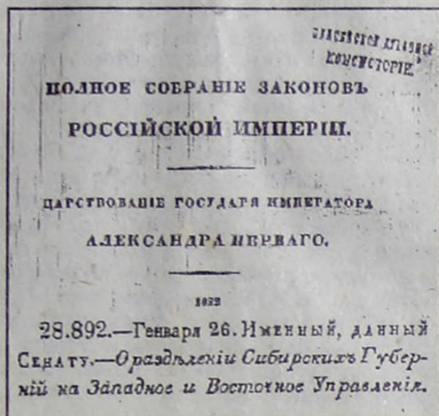 КОНСИСТОРІИ
ПОЛНОЕ СОБРАНІЕ ЗАКОНОВЪ
РОССІЙСКОЙ ИМПЕРІИ.
ЦАРСТВОВАНІЕ ГОСУДАРЯ ИМПЕРАТОРА
АЛЕКСАНДРА ПЕРВАГО.
1822
28.892.—Генваря 26. Именный, данный
Сенату.—О раздѣленіи Сибирскихъ Губер-
ній на Западное и Восточное Управленія.